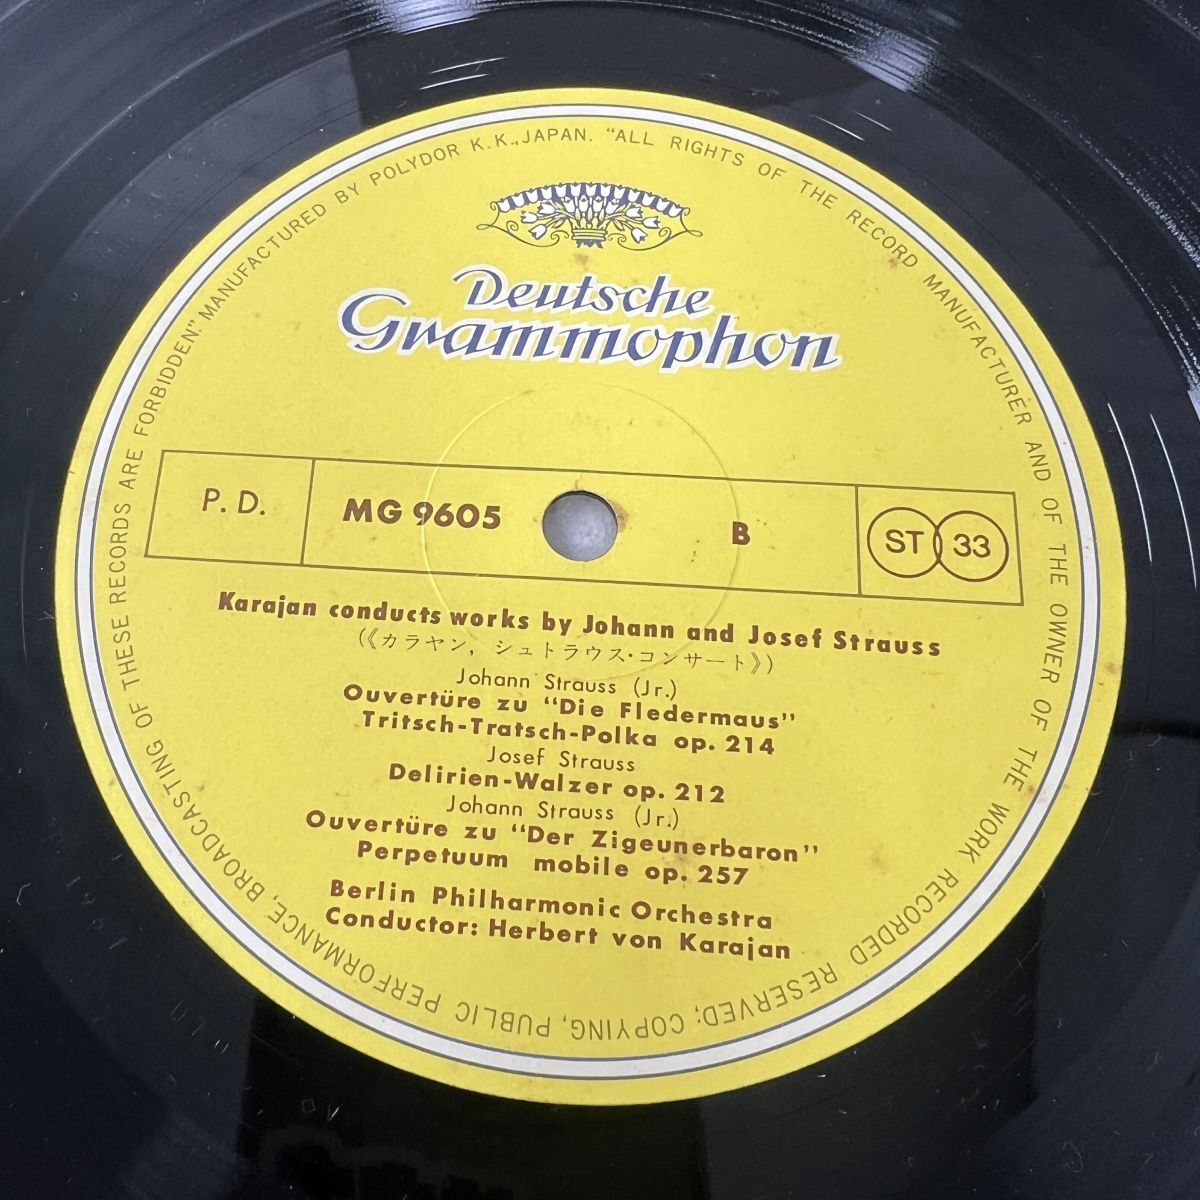 MANUFACTURED BY POLYDOR K.K., JAPAN. "ALL RIGHTS OF THE RECORD MANUFACTURER AND OF THE OWNER OF THE WORK RECORDED RESERVED; COPYING, PUBLIC PERFORMANCE, BROADCASTING OF THESE RECORDS ARE FORBIDDEN."
Deutsche
Grammophon
P. D. MG 9605 B ST 33
Karajan conducts works by Johann and Josef Strauss
(《カラヤン，シュトラウス・コンサート》)
Johann Strauss (Jr.)
Ouvertüre zu "Die Fledermaus"
Tritsch-Tratsch-Polka op. 214
Josef Strauss
Delirien-Walzer op. 212
Johann Strauss (Jr.)
Ouvertüre zu "Der Zigeunerbaron"
Perpetuum mobile op. 257
Berlin Philharmonic Orchestra
Conductor: Herbert von Karajan